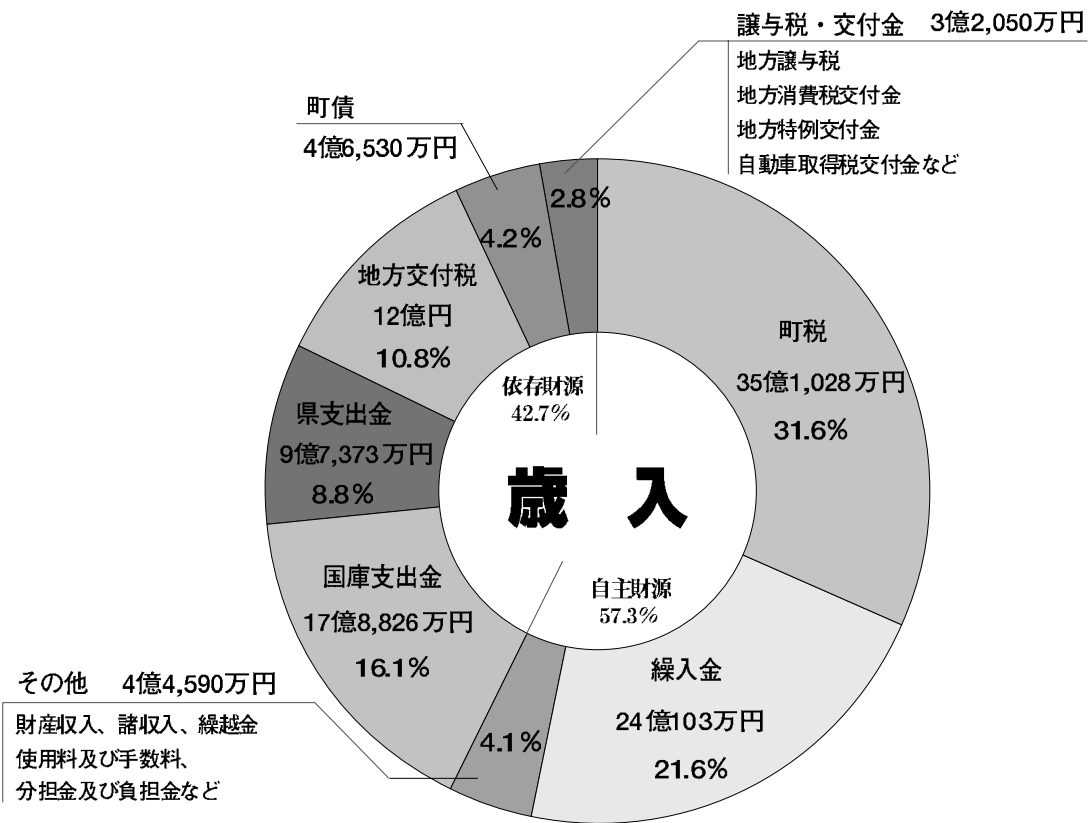 譲与税・交付金 3億2,050万円
地方譲与税
地方消費税交付金
地方特例交付金
自動車取得税交付金など
町債
4億6,530万円
2.8%
4.2%
地方交付税
12億円
10.8%
町税
35億1,028万円
31.6%
依存財源
42.7%
県支出金
9億7,373万円
8.8%
歳 入
国庫支出金
17億8,826万円
16.1%
自主財源
57.3%
繰入金
24億103万円
21.6%
その他 4億4,590万円
財産収入、諸収入、繰越金
使用料及び手数料、
分担金及び負担金など
4.1%